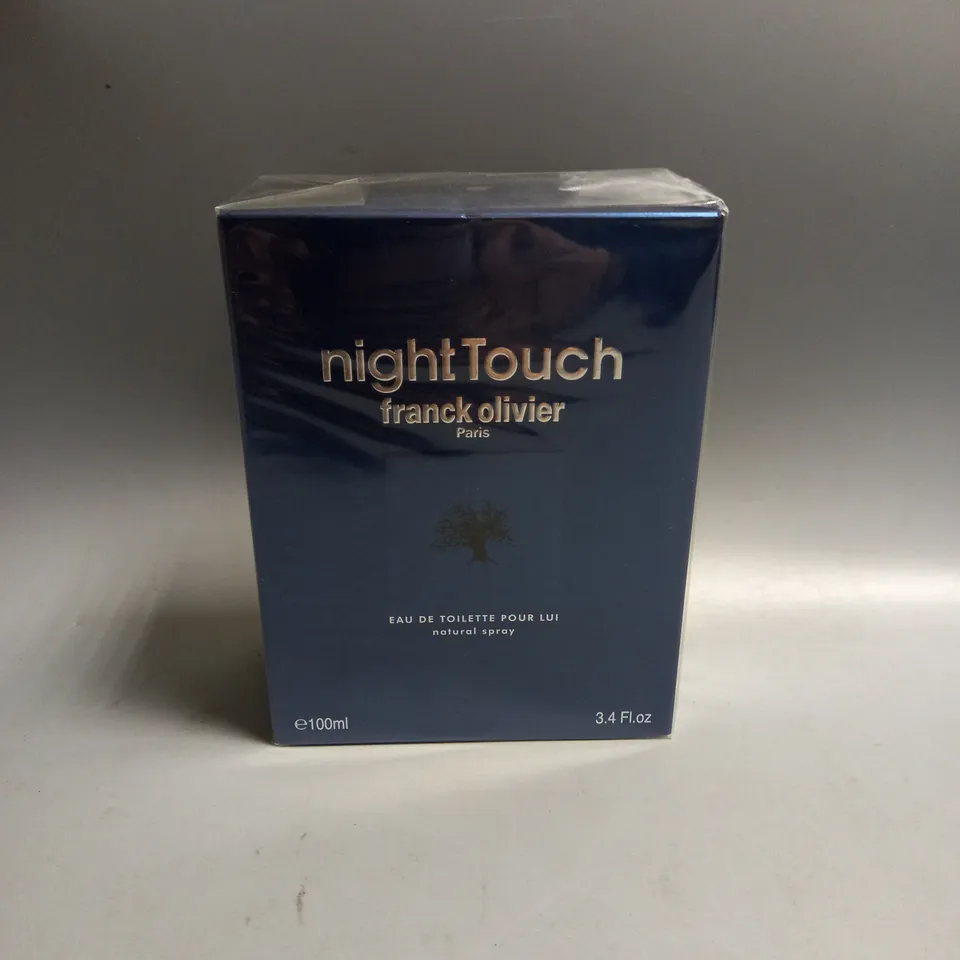 nightTouch
franck olivier
Paris
EAU DE TOILETTE POUR LUI
natural spray
℮100ml
3.4 Fl.oz